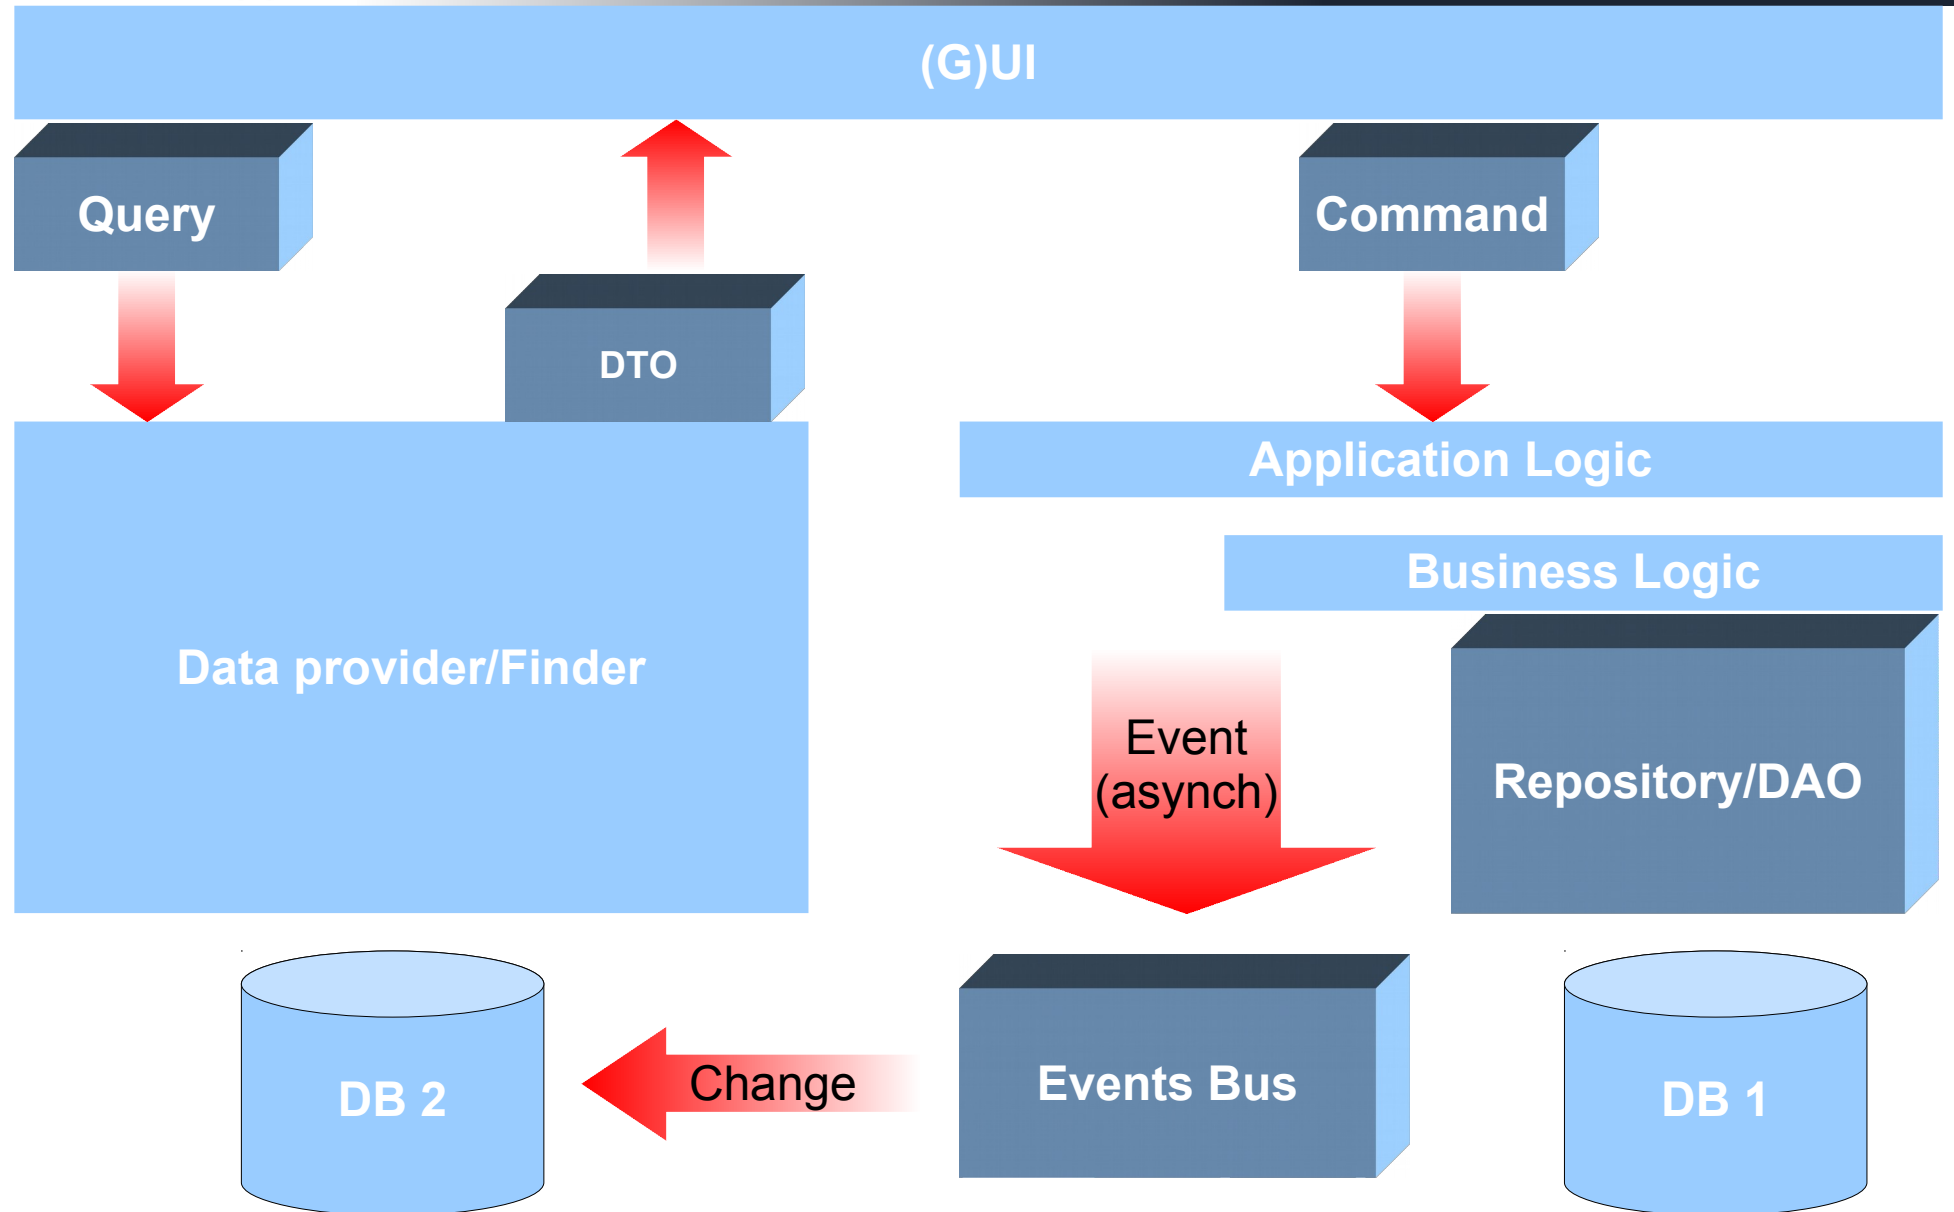 (G)UI
Query
Command
DTO
Application Logic
Business Logic
Data provider/Finder
Event
(asynch)
Repository/DAO
DB 2
Change
Events Bus
DB 1